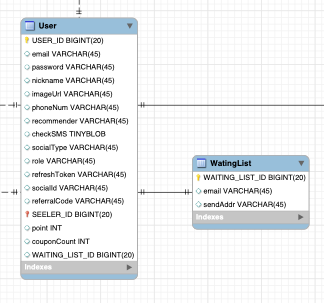 User
USER_ID BIGINT(20)
email VARCHAR(45)
password VARCHAR(45)
nickname VARCHAR(45)
imageUrl VARCHAR(45)
phoneNum VARCHAR(45)
recommender VARCHAR(45)
checkSMS TINYBLOB
socialType VARCHAR(45)
role VARCHAR(45)
refreshToken VARCHAR(45)
socialId VARCHAR(45)
referralCode VARCHAR(45)
SEELER_ID BIGINT(20)
point INT
couponCount INT
WAITING_LIST_ID BIGINT(20)
Indexes
WatingList
WAITING_LIST_ID BIGINT(20)
email VARCHAR(45)
sendAddr VARCHAR(45)
Indexes